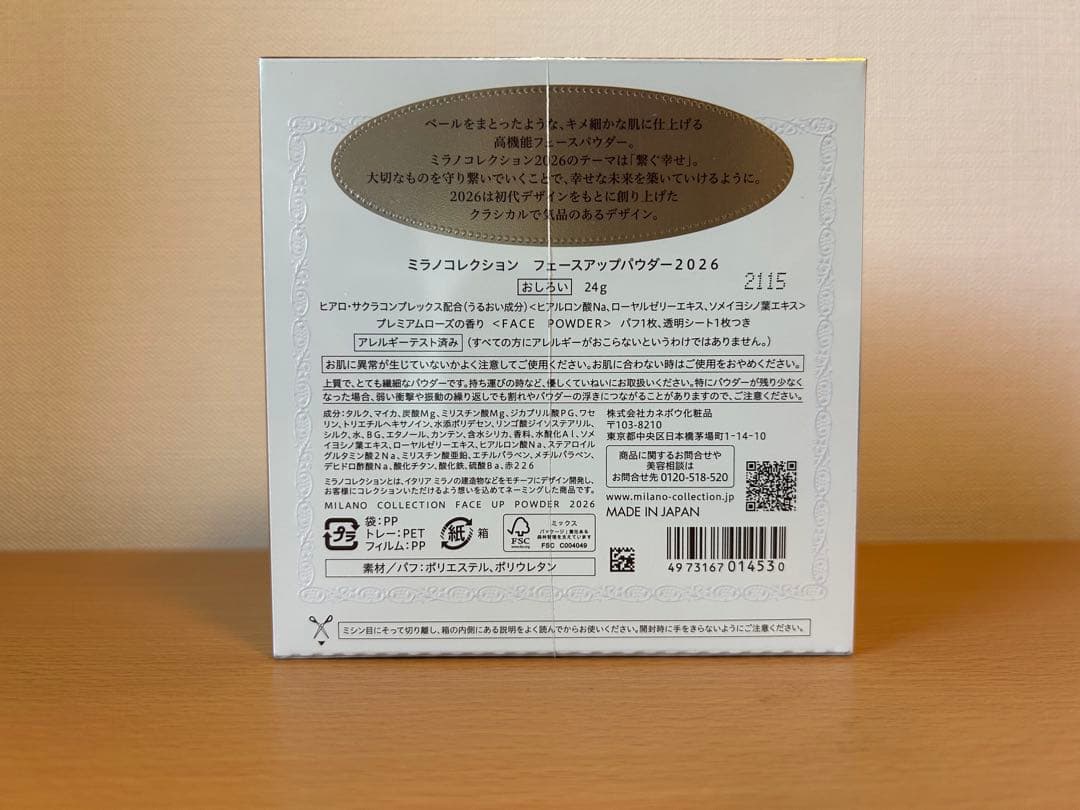 ベールをまとったような、キメ細かな肌に仕上げる
高機能フェースパウダー。
ミラノコレクション2026のテーマは「繋ぐ幸せ」。
大切なものを守り繋いでいくことで、幸せな未来を築いていけるように。
2026は初代デザインをもとに創り上げた
クラシカルで気品のあるデザイン。
ミラノコレクション フェースアップパウダー2026
おしろい 24g
2115
ヒアロ・サクラコンプレックス配合(うるおい成分)<ヒアルロン酸Na、ローヤルゼリーエキス、ソメイヨシノ葉エキス>
プレミアムローズの香り <FACE POWDER> パフ1枚、透明シート1枚つき
アレルギーテスト済み (すべての方にアレルギーがおこらないというわけではありません。)
お肌に異常が生じていないかよく注意してご使用ください。お肌に合わない時はご使用をおやめください。
上質で、とても繊細なパウダーです。持ち運びの時など、優しくていねいにお取扱いください。特にパウダーが残り少なく
なった場合、弱い衝撃や振動の繰り返しでも割れやパウダーの浮きにつながることがありますので、ご注意ください。
成分:タルク、マイカ、炭酸Mg、ミリスチン酸Mg、ジカプリル酸PG、ワセ
リン、トリエチルヘキサノイン、水添ポリデセン、リンゴ酸ジイソステアリル、
シルク、水、BG、エタノール、カンテン、含水シリカ、香料、水酸化Al、ソメ
イヨシノ葉エキス、ローヤルゼリーエキス、ヒアルロン酸Na、ステアロイル
グルタミン酸2Na、ミリスチン酸亜鉛、エチルパラベン、メチルパラベン、
デヒドロ酢酸Na、酸化チタン、酸化鉄、硫酸Ba、赤226
ミラノコレクションとは、イタリア ミラノの建造物などをモチーフにデザイン開発し、
お客様にコレクションいただけるよう想いを込めてネーミングした商品です。
MILANO COLLECTION FACE UP POWDER 2026
株式会社カネボウ化粧品
〒103-8210
東京都中央区日本橋茅場町1-14-10
商品に関するお問合せや
美容相談は
お問合せ先 0120-518-520
www.milano-collection.jp
MADE IN JAPAN
プラ
袋:PP
トレー:PET
フィルム:PP
紙 箱
FSC
www.fsc.org
ミックス
パッケージ | 責任ある
森林管理を支えています
FSC C004049
素材/パフ:ポリエステル、ポリウレタン
4 973167 014530
ミシン目にそって切り離し、箱の内側にある説明をよく読んでからお使いください。開封時に手をきらないようにご注意ください。